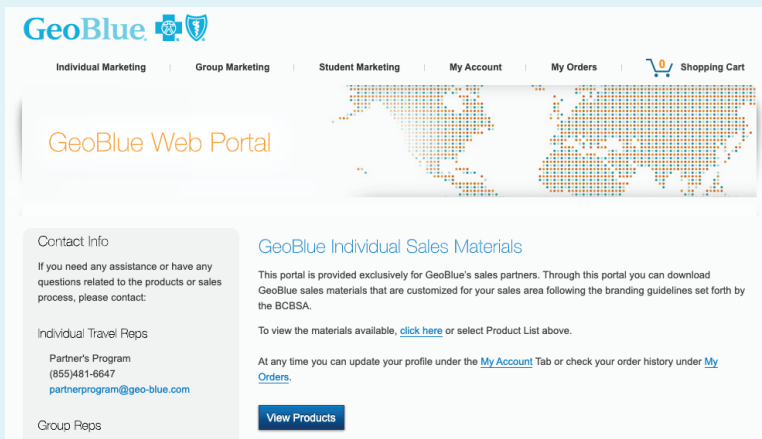 GeoBlue
Individual Marketing
Group Marketing
Student Marketing
My Account
My Orders
0
Shopping Cart
GeoBlue Web Portal
Contact Info
If you need any assistance or have any
questions related to the products or sales
process, please contact:
Individual Travel Reps
Partner's Program
(855)481-6647
partnerprogram@geo-blue.com
Group Reps
GeoBlue Individual Sales Materials
This portal is provided exclusively for GeoBlue's sales partners. Through this portal you can download
GeoBlue sales materials that are customized for your sales area following the branding guidelines set forth by
the BCBSA.
To view the materials available, click here or select Product List above.
At any time you can update your profile under the My Account Tab or check your order history under My
Orders.
View Products